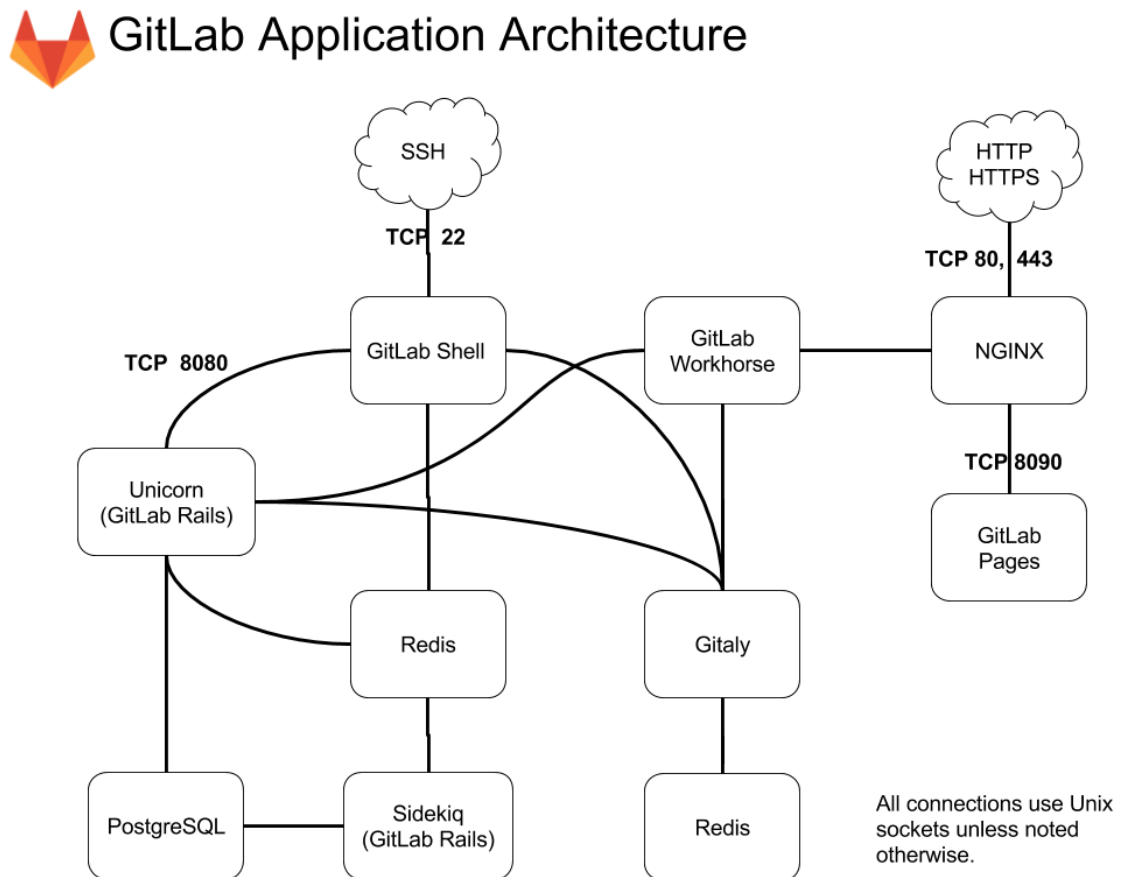 GitLab Application Architecture
SSH
HTTP
HTTPS
TCP 22
TCP 80, 443
GitLab Shell
GitLab
Workhorse
NGINX
TCP 8080
TCP 8090
Unicorn
(GitLab Rails)
GitLab
Pages
Redis
Gitaly
PostgreSQL
Sidekiq
(GitLab Rails)
Redis
All connections use Unix
sockets unless noted
otherwise.